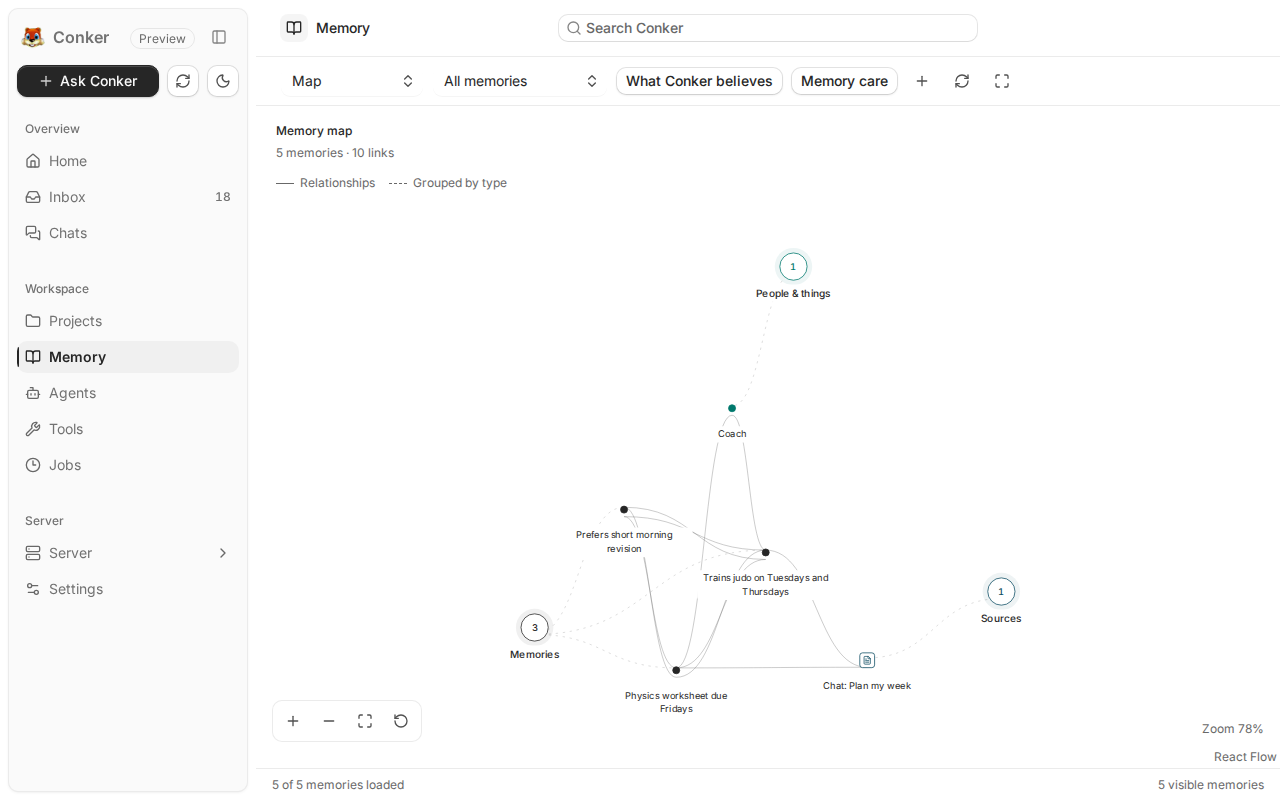 Conker
Preview
Ask Conker
Overview
Home
Inbox 18
Chats
Workspace
Projects
Memory
Agents
Tools
Jobs
Server
Server
Settings
Memory
Search Conker
Map
All memories
What Conker believes
Memory care
Memory map
5 memories · 10 links
Relationships
Grouped by type
1
People & things
Coach
Prefers short morning
revision
Trains judo on Tuesdays and
Thursdays
1
Sources
3
Memories
Chat: Plan my week
Physics worksheet due
Fridays
Zoom 78%
React Flow
5 of 5 memories loaded
5 visible memories